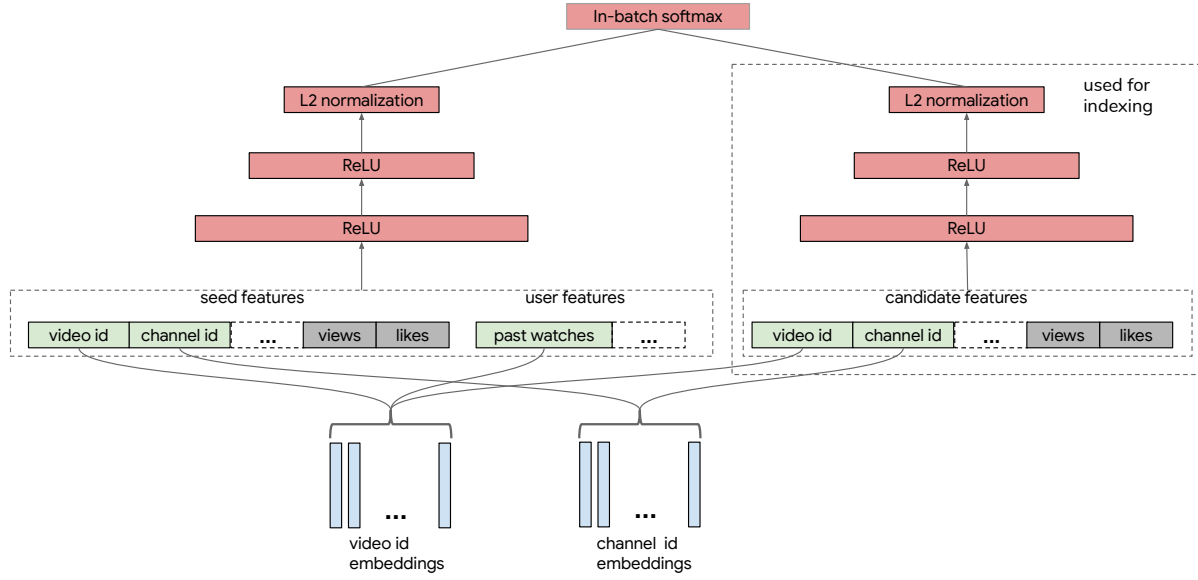 In-batch softmax
L2 normalization
L2 normalization
used for
indexing
ReLU
ReLU
ReLU
ReLU
seed features
user features
candidate features
video id
channel id
...
views
likes
past watches
...
video id
channel id
...
views
likes
...
...
video id
embeddings
channel id
embeddings